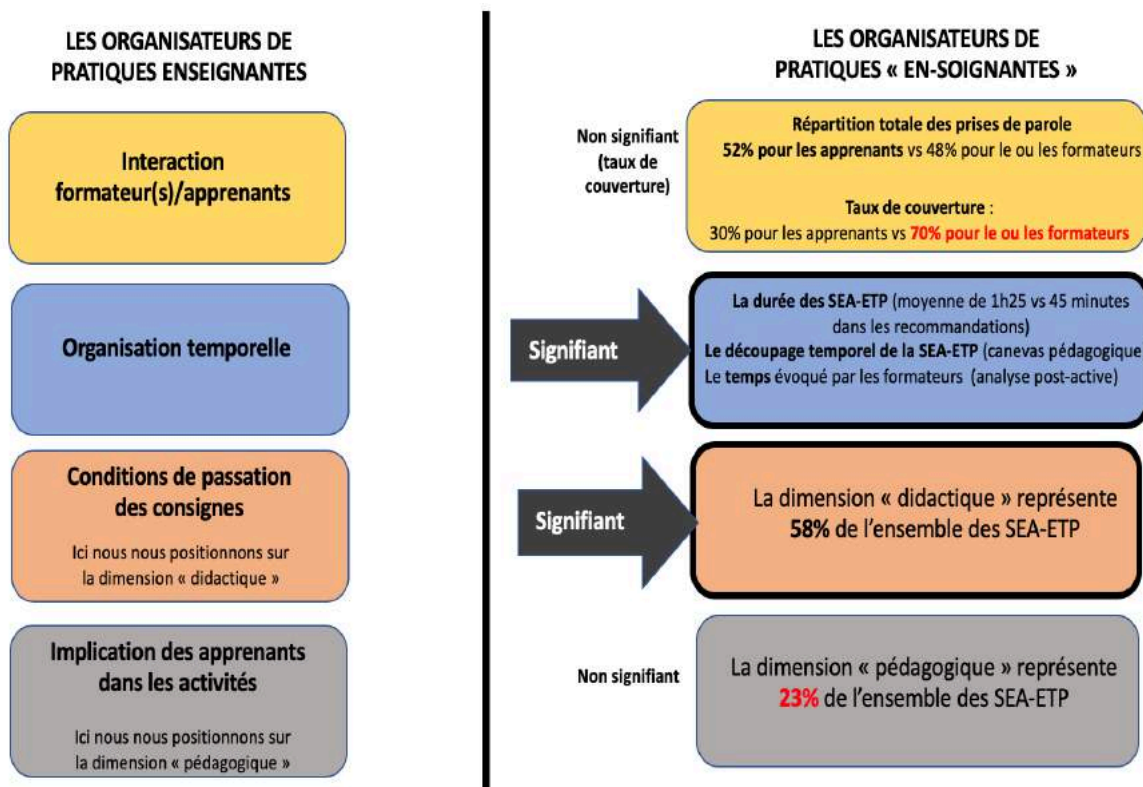 LES ORGANISATEURS DE
PRATIQUES ENSEIGNANTES
Interaction
formateur(s)/apprenants
Organisation temporelle
Conditions de passation
des consignes
Ici nous nous positionnons sur
la dimension « didactique »
Implication des apprenants
dans les activités
Ici nous nous positionnons sur
la dimension « pédagogique »
LES ORGANISATEURS DE
PRATIQUES « EN-SOIGNANTES »
Non signifiant
(taux de
couverture)
Répartition totale des prises de parole
52% pour les apprenants vs 48% pour le ou les formateurs
Taux de couverture :
30% pour les apprenants vs 70% pour le ou les formateurs
Signifiant
La durée des SEA-ETP (moyenne de 1h25 vs 45 minutes
dans les recommandations)
Le découpage temporel de la SEA-ETP (canevas pédagogique
Le temps évoqué par les formateurs (analyse post-active)
Signifiant
La dimension « didactique » représente
58% de l'ensemble des SEA-ETP
Non signifiant
La dimension « pédagogique » représente
23% de l'ensemble des SEA-ETP